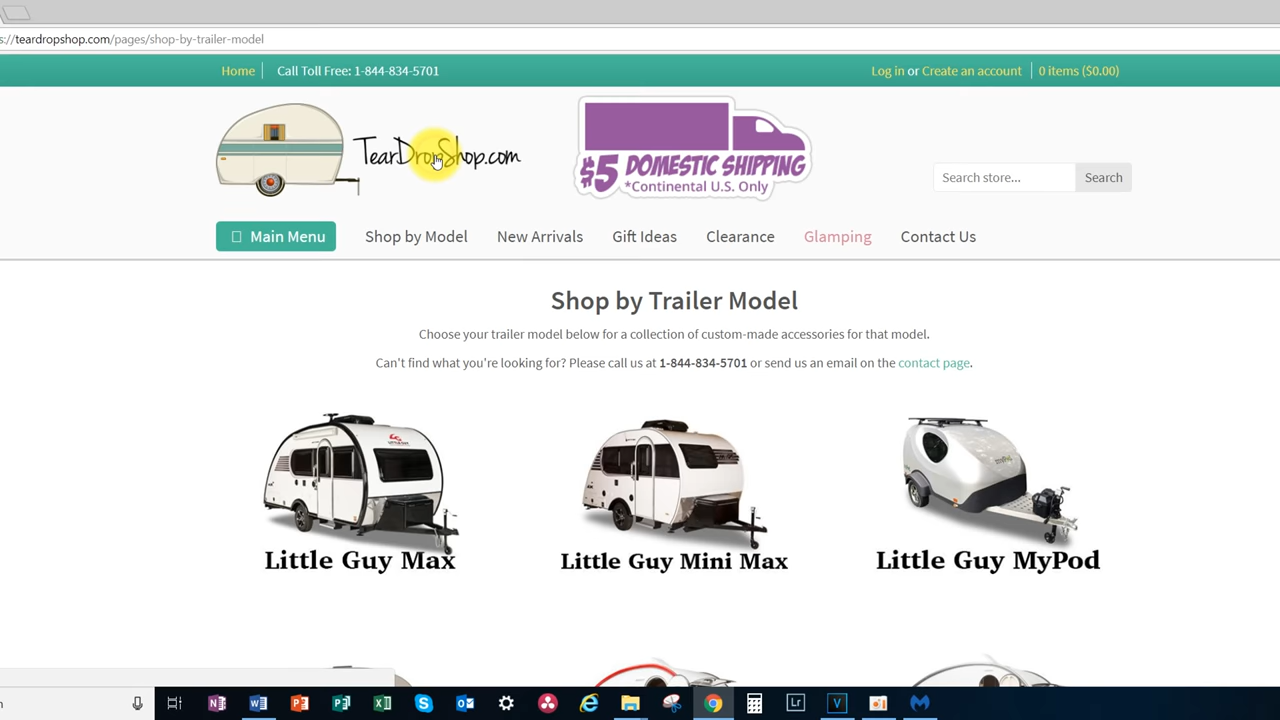 s://teardropshop.com/pages/shop-by-trailer-model
Home
Call Toll Free: 1-844-834-5701
Log in or Create an account
0 items ($0.00)
TearDropShop.com
$5 DOMESTIC SHIPPING
*Continental U.S. Only
Search store...
Search
Main Menu
Shop by Model
New Arrivals
Gift Ideas
Clearance
Glamping
Contact Us
Shop by Trailer Model
Choose your trailer model below for a collection of custom-made accessories for that model.
Can't find what you're looking for? Please call us at 1-844-834-5701 or send us an email on the contact page.
Little Guy Max
Little Guy Mini Max
Little Guy MyPod